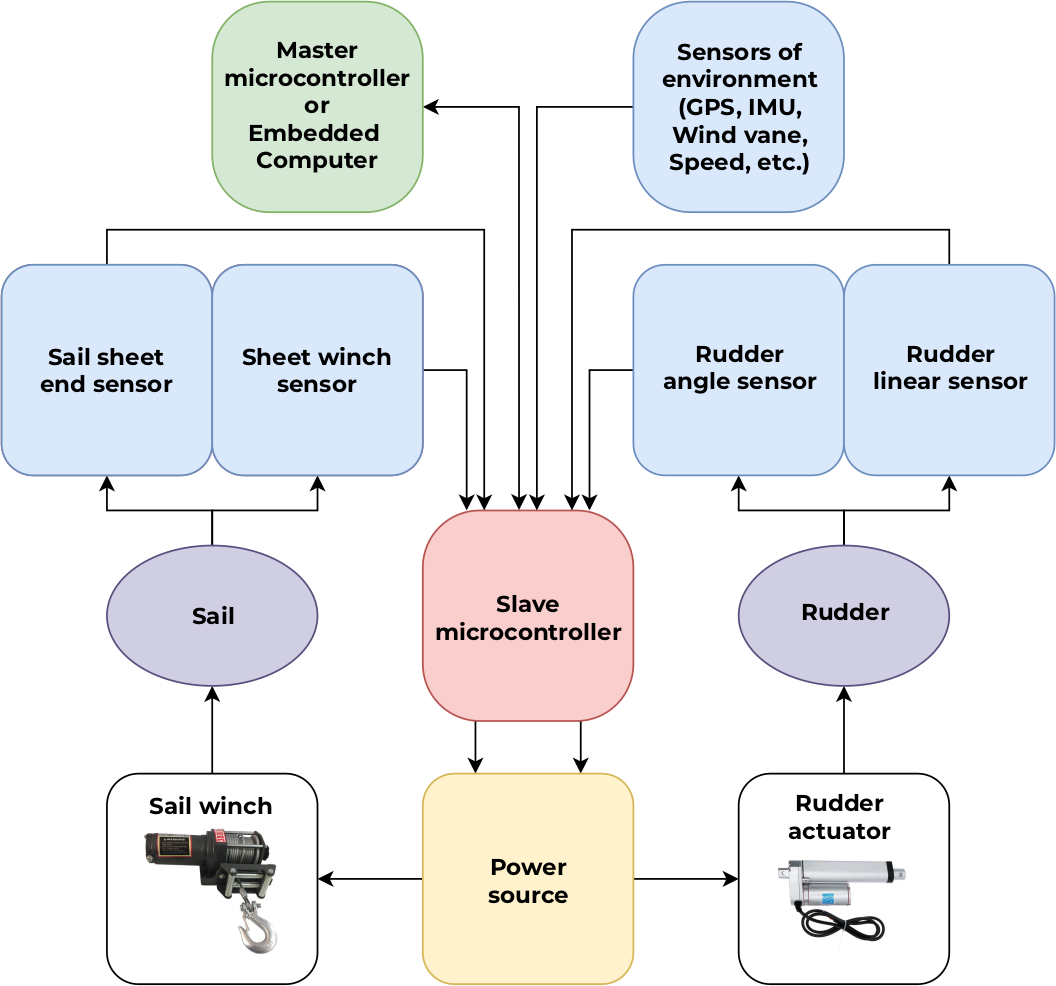 Master
microcontroller
or
Embedded
Computer
Sensors of
environment
(GPS, IMU,
Wind vane,
Speed, etc.)
Sail sheet
end sensor
Sheet winch
sensor
Rudder
angle sensor
Rudder
linear sensor
Sail
Slave
microcontroller
Rudder
Sail winch
Power
source
Rudder
actuator